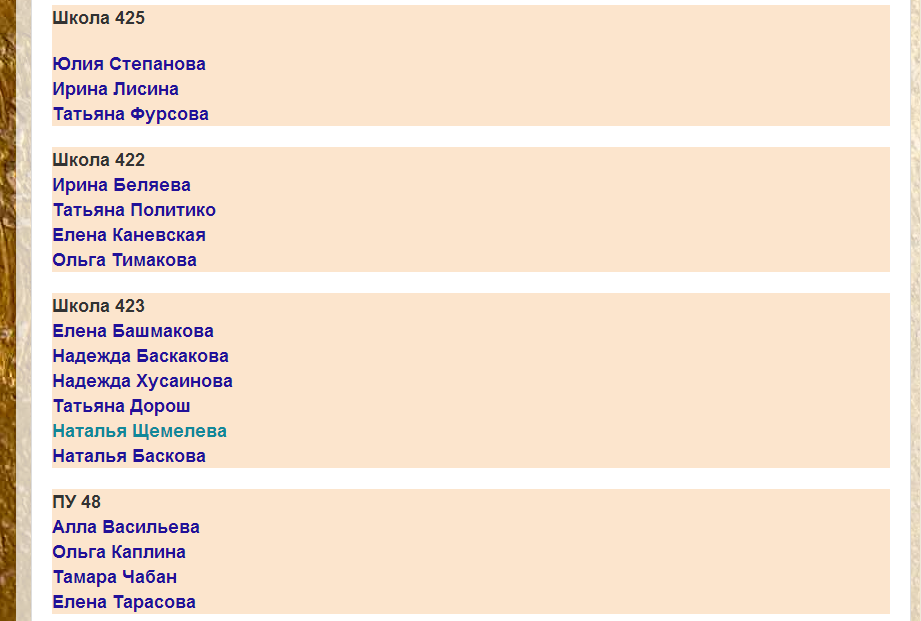 Школа 425
Юлия Степанова
Ирина Лисина
Татьяна Фурсова
Школа 422
Ирина Беляева
Татьяна Политико
Елена Каневская
Ольга Тимакова
Школа 423
Елена Башмакова
Надежда Баскакова
Надежда Хусаинова
Татьяна Дорош
Наталья Щемелева
Наталья Баскова
ПУ 48
Алла Васильева
Ольга Каплина
Тамара Чабан
Елена Тарасова